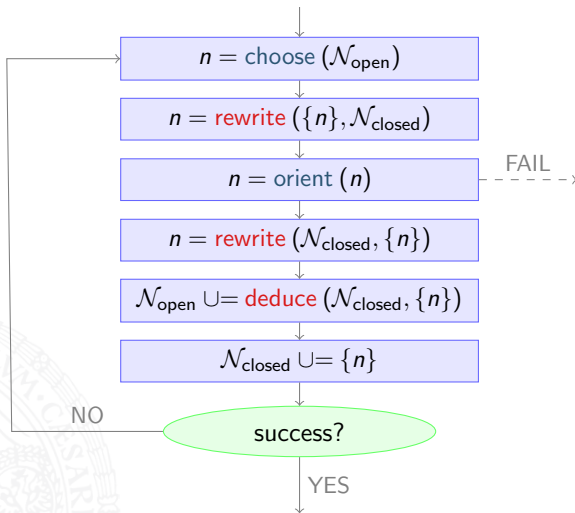 n = choose (𝒩open)
n = rewrite ({n}, 𝒩closed)
n = orient (n)
FAIL
n = rewrite (𝒩closed, {n})
𝒩open ∪= deduce (𝒩closed, {n})
𝒩closed ∪= {n}
NO
success?
YES